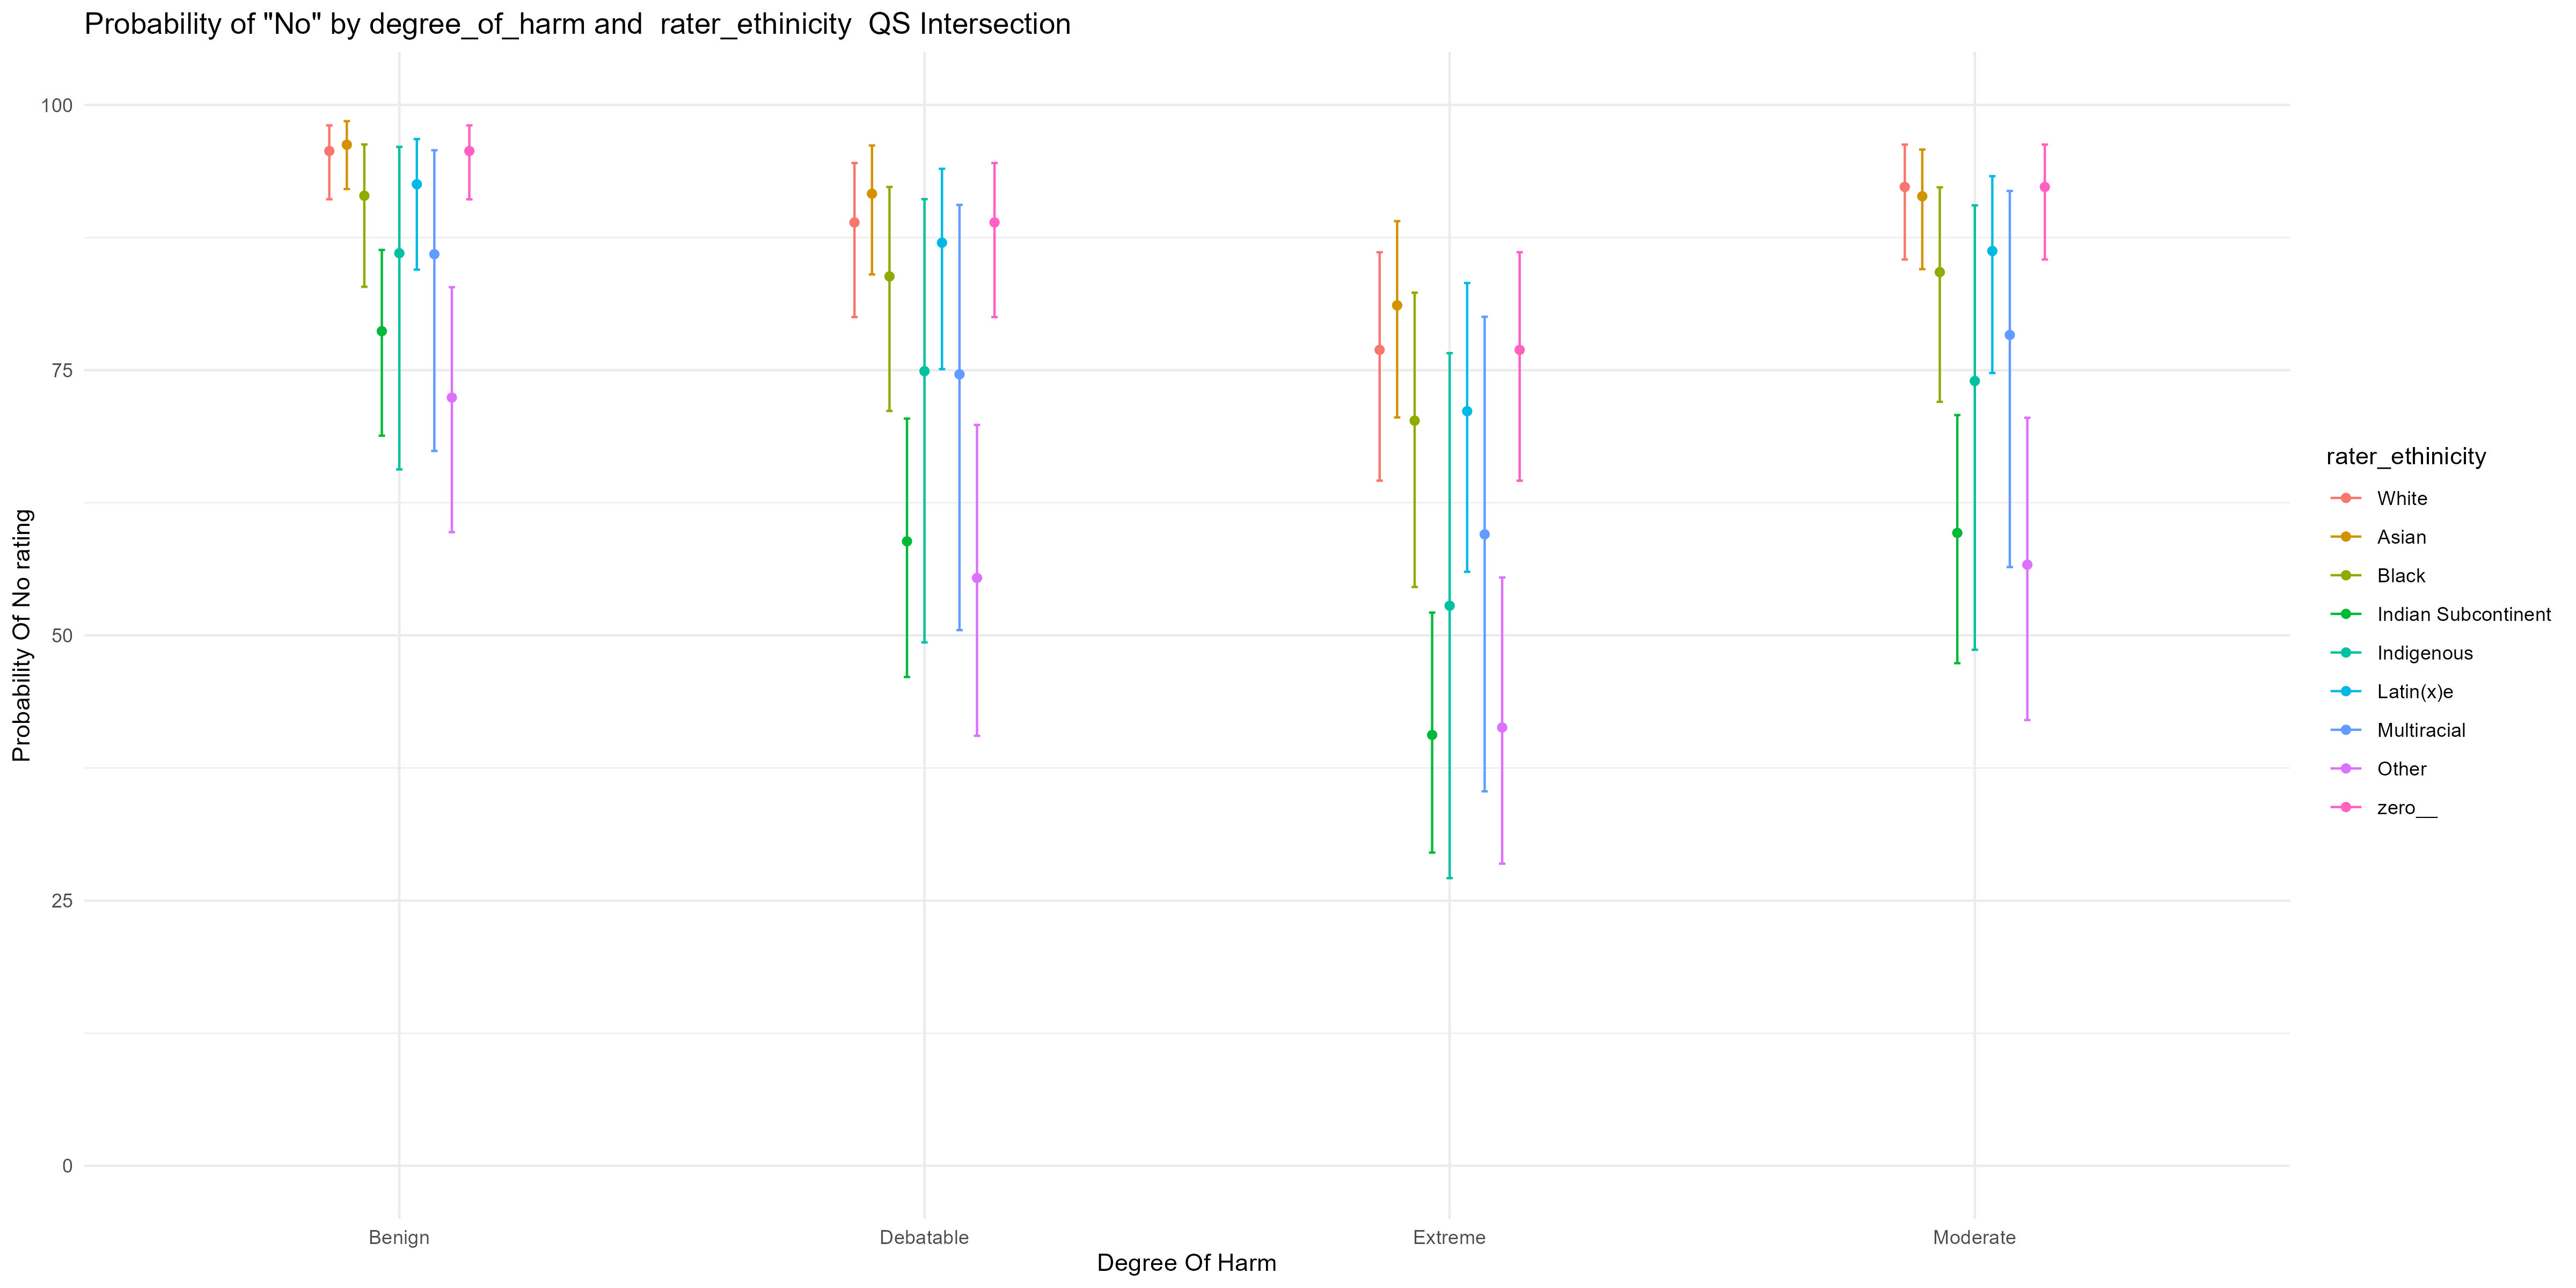 Probability of "No" by degree_of_harm and  rater_ethinicity  QS Intersection
Probability Of No rating
100
75
50
25
0
Benign
Debatable
Extreme
Moderate
Degree Of Harm
rater_ethinicity
White
Asian
Black
Indian Subcontinent
Indigenous
Latin(x)e
Multiracial
Other
zero__